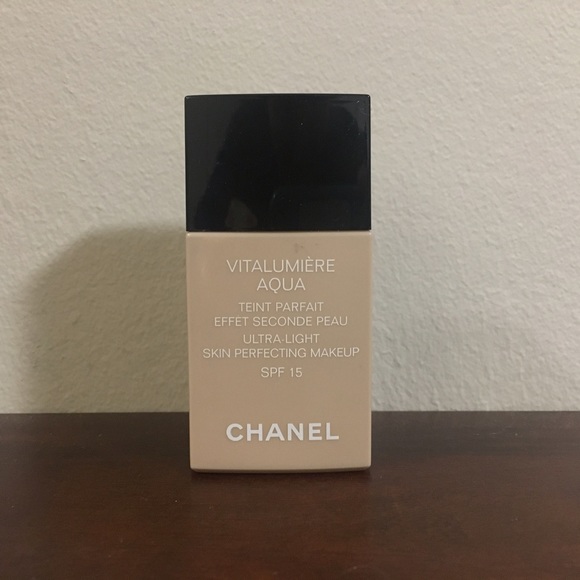 VITALUMIÈRE
AQUA
TEINT PARFAIT
EFFET SECONDE PEAU
ULTRA-LIGHT
SKIN PERFECTING MAKEUP
SPF 15
CHANEL